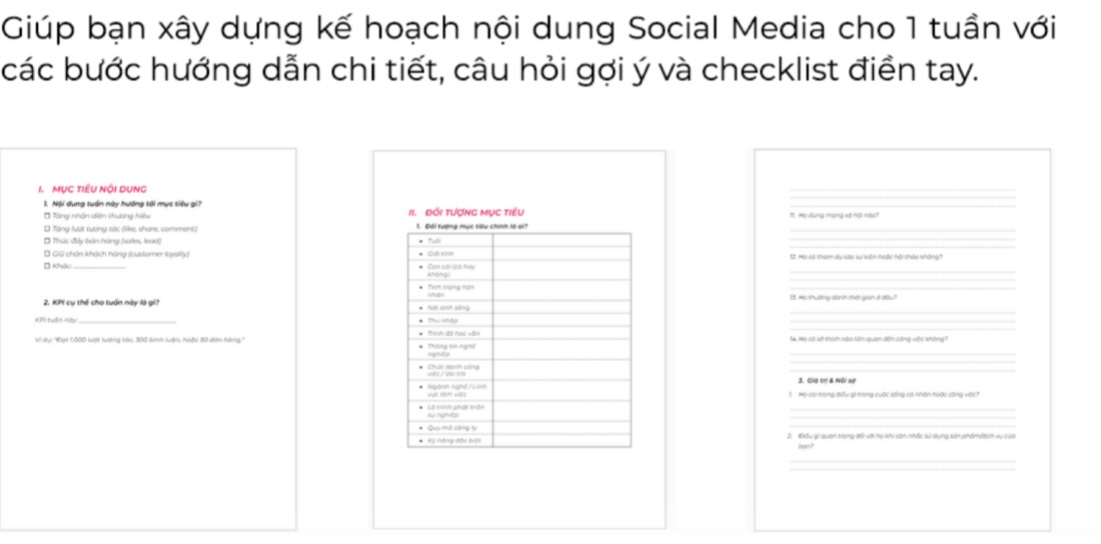 Giúp bạn xây dựng kế hoạch nội dung Social Media cho 1 tuần với
các bước hướng dẫn chi tiết, câu hỏi gợi ý và checklist điền tay.
I. MỤC TIÊU NỘI DUNG
1. Nội dung tuần này hướng tới mục tiêu gì?
Tăng nhận diện thương hiệu
Tăng lượt tương tác (like, share, comment)
Thúc đẩy bán hàng (sales, lead)
Giữ chân khách hàng (customer loyalty)
Khác:
2. KPI cụ thể cho tuần này là gì?
KPI tuần này:
Ví dụ: "Đạt 1.000 lượt tương tác, 300 bình luận, hoặc 50 đơn hàng."
II. ĐỐI TƯỢNG MỤC TIÊU
1. Đối tượng mục tiêu chính là ai?
Tuổi
Giới tính
Con cái (có hay
không)
Tình trạng hôn
nhân
Nơi sinh sống
Thu nhập
Trình độ học vấn
Thông tin nghề
nghiệp
Chức danh công
việc / Vai trò
Ngành nghề / Lĩnh
vực làm việc
Lộ trình phát triển
sự nghiệp
Quy mô công ty
Kỹ năng đặc biệt
11. Họ dùng mạng xã hội nào?
12. Họ có tham dự các sự kiện hoặc hội thảo không?
13. Họ thường dành thời gian ở đâu?
14. Họ có sở thích nào liên quan đến công việc không?
3. Giá trị & Nỗi sợ
1. Họ coi trọng điều gì trong cuộc sống cá nhân hoặc công việc?
2. Điều gì quan trọng đối với họ khi cân nhắc sử dụng sản phẩm/dịch vụ của
bạn?